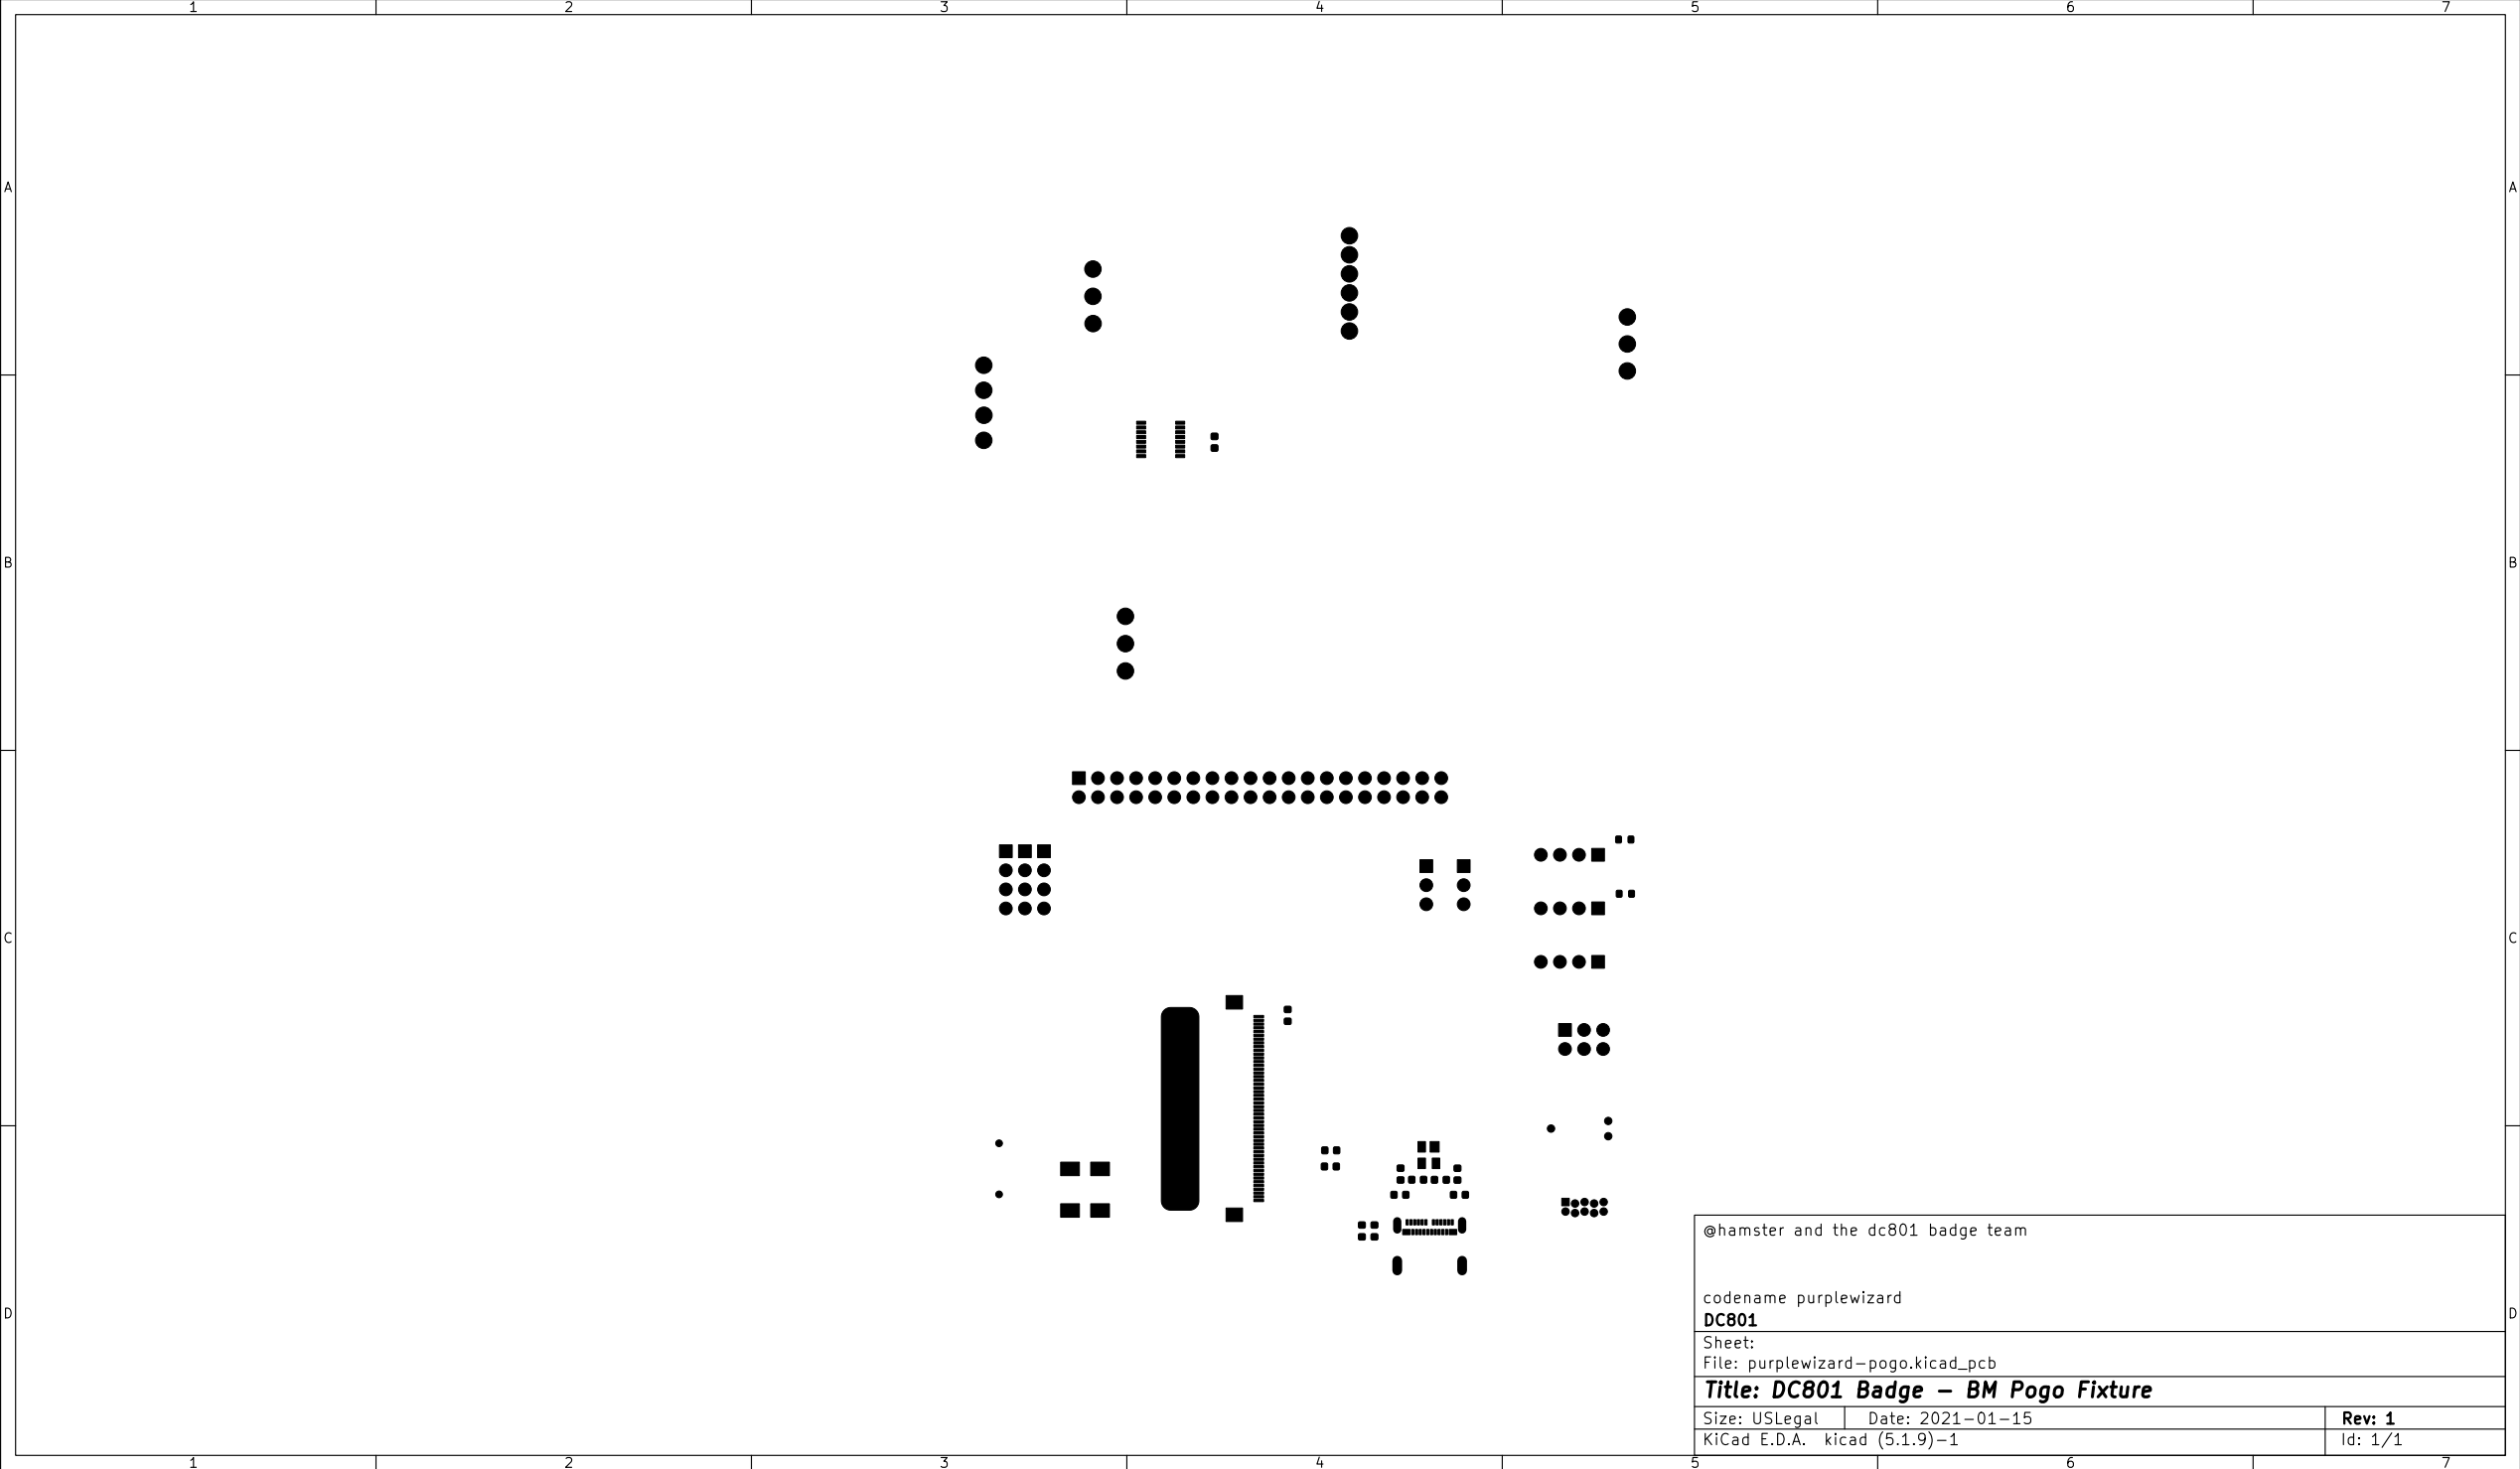 1 2 3 4 5 6 7
A A
B B
C C
D D
@hamster and the dc801 badge team
codename purplewizard
DC801
Sheet:
File: purplewizard-pogo.kicad_pcb
Title: DC801 Badge - BM Pogo Fixture
Size: USLegal Date: 2021-01-15 Rev: 1
KiCad E.D.A. kicad (5.1.9)-1 Id: 1/1
1 2 3 4 5 6 7